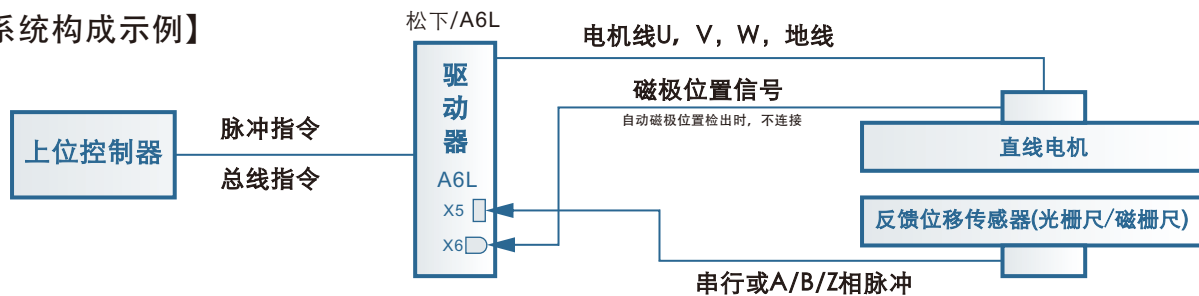 系统构成示例】
松下/A6L
电机线U，V，W，地线
驱动器
磁极位置信号
自动磁极位置检出时，不连接
脉冲指令
上位控制器
直线电机
总线指令
A6L
X5
反馈位移传感器(光栅尺/磁栅尺)
X6
串行或A/B/Z相脉冲